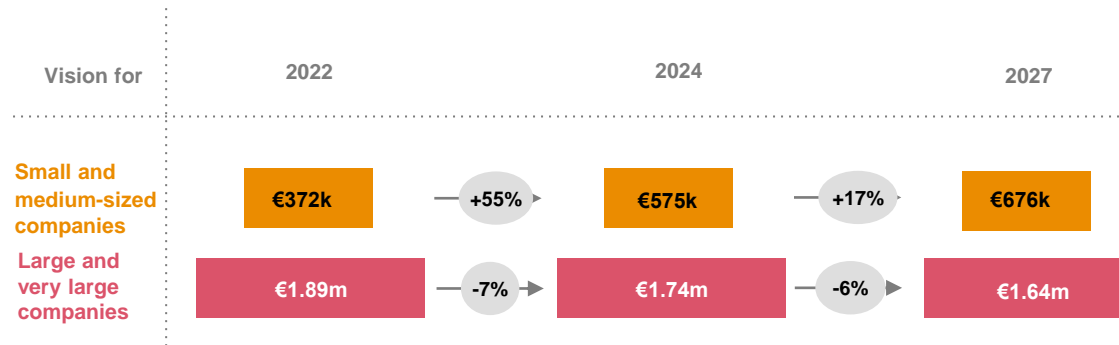 Vision for
2022
2024
2027
Small and
medium-sized
companies
€372k
+55%
€575k
+17%
€676k
Large and
very large
companies
€1.89m
-7%
€1.74m
-6%
€1.64m